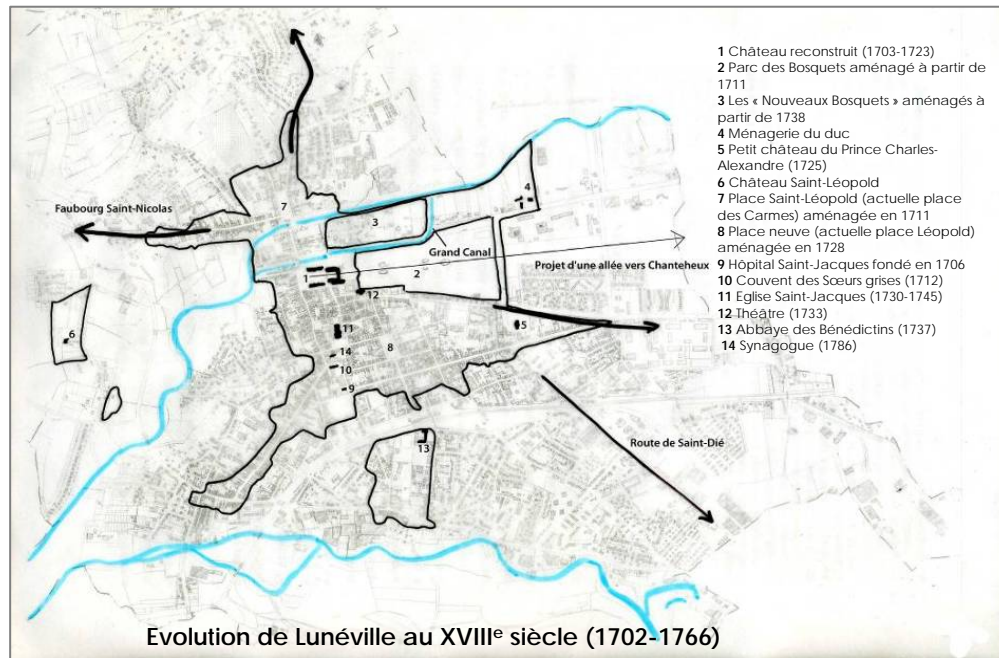 1 Château reconstruit (1703-1723)
2 Parc des Bosquets aménagé à partir de
1711
3 Les « Nouveaux Bosquets » aménagés à
partir de 1738
4 Ménagerie du duc
5 Petit château du Prince Charles-
Alexandre (1725)
6 Château Saint-Léopold
7 Place Saint-Léopold (actuelle place
des Carmes) aménagée en 1711
8 Place neuve (actuelle place Léopold)
aménagée en 1728
9 Hôpital Saint-Jacques fondé en 1706
10 Couvent des Sœurs grises (1712)
11 Eglise Saint-Jacques (1730-1745)
12 Théâtre (1733)
13 Abbaye des Bénédictins (1737)
14 Synagogue (1786)
4
Faubourg Saint-Nicolas
7
3
Grand Canal
2
Projet d'une allée vers Chanteheux
1
12
5
11
6
8
14
10
9
13
Route de Saint-Dié
Evolution de Lunéville au XVIIIe siècle (1702-1766)